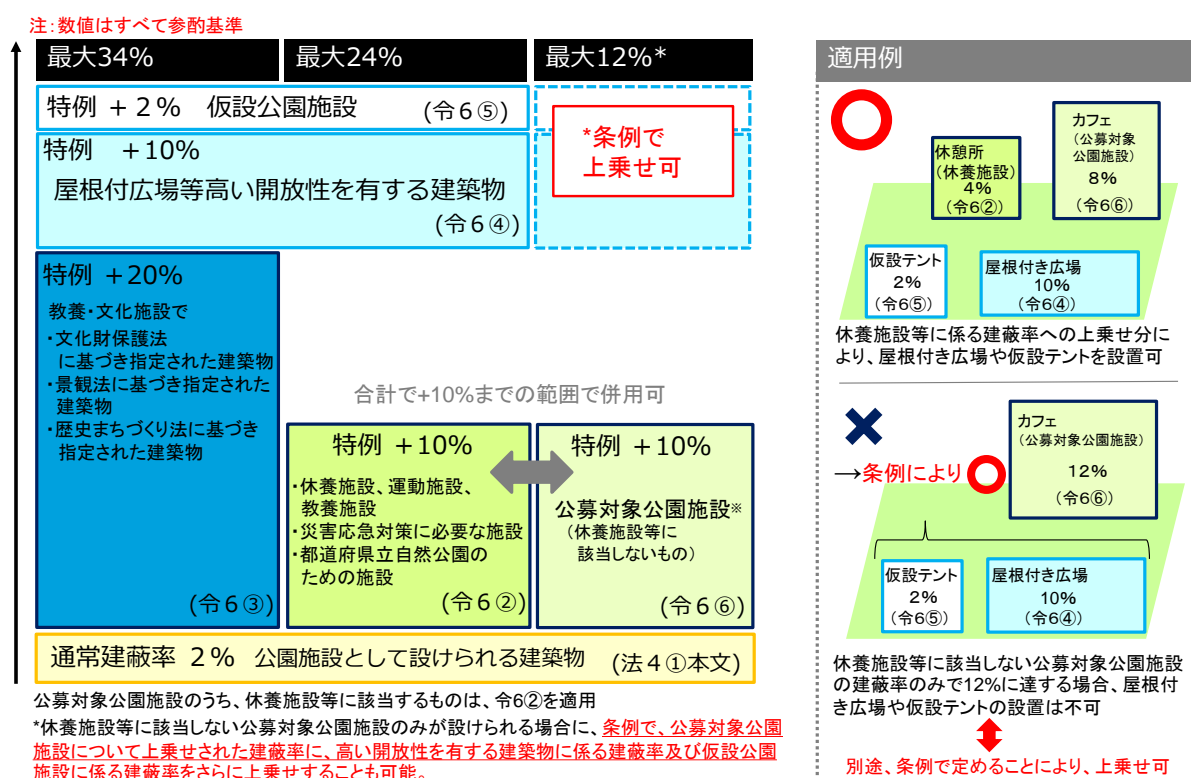 注:数値はすべて参酌基準
最大34%
最大24%
最大12%*
特例 +2% 仮設公園施設 (令6⑤)
特例 +10%
屋根付広場等高い開放性を有する建築物
(令6④)
*条例で
上乗せ可
特例 +20%
教養・文化施設で
・文化財保護法
に基づき指定された建築物
・景観法に基づき指定された
建築物
・歴史まちづくり法に基づき
指定された建築物
(令6③)
合計で+10%までの範囲で併用可
特例 +10%
・休養施設、運動施設、
教養施設
・災害応急対策に必要な施設
・都道府県立自然公園の
ための施設
(令6②)
特例 +10%
公募対象公園施設※
(休養施設等に
該当しないもの)
(令6⑥)
通常建蔽率 2% 公園施設として設けられる建築物 (法4①本文)
公募対象公園施設のうち、休養施設等に該当するものは、令6②を適用
*休養施設等に該当しない公募対象公園施設のみが設けられる場合に、条例で、公募対象公園
施設について上乗せされた建蔽率に、高い開放性を有する建築物に係る建蔽率及び仮設公園
施設に係る建蔽率をさらに上乗せすることも可能。
適用例
休憩所
(休養施設)
4%
(令6②)
カフェ
(公募対象
公園施設)
8%
(令6⑥)
仮設テント
2%
(令6⑤)
屋根付き広場
10%
(令6④)
休養施設等に係る建蔽率への上乗せ分に
より、屋根付き広場や仮設テントを設置可
→条例により
カフェ
(公募対象公園施設)
12%
(令6⑥)
仮設テント
2%
(令6⑤)
屋根付き広場
10%
(令6④)
休養施設等に該当しない公募対象公園施設
の建蔽率のみで12%に達する場合、屋根付
き広場や仮設テントの設置は不可
別途、条例で定めることにより、上乗せ可